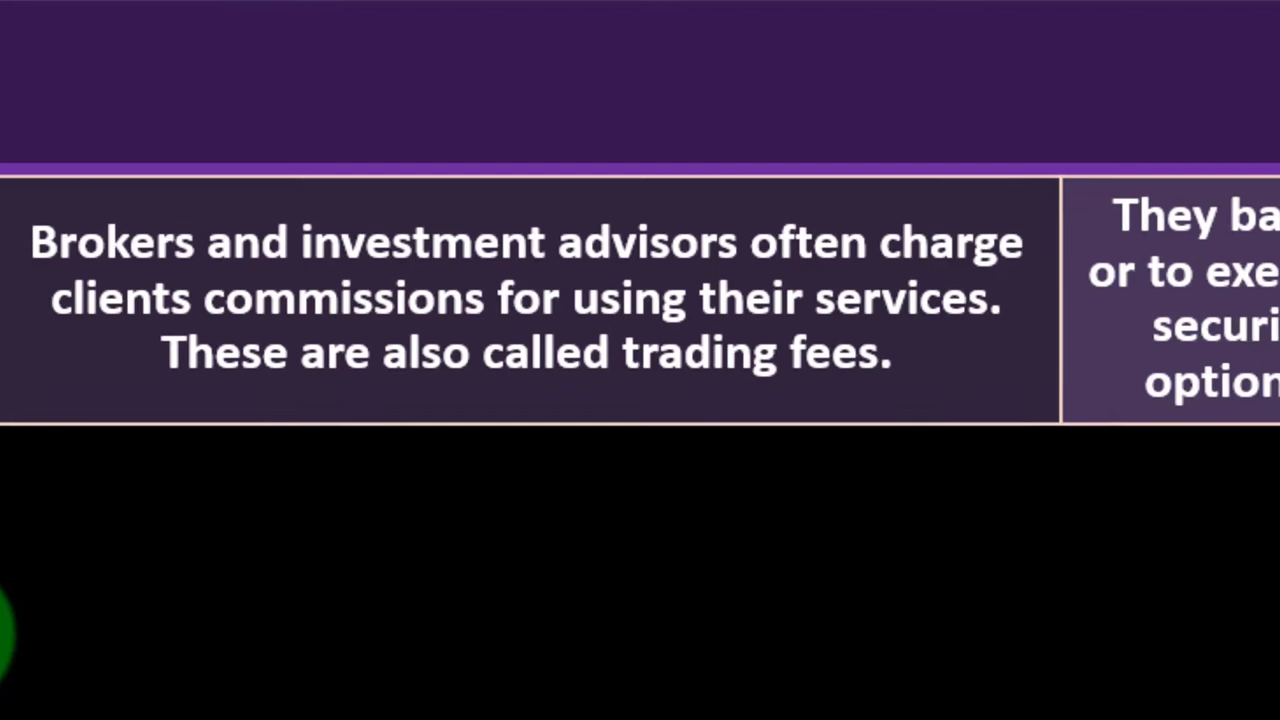 Brokers and investment advisors often charge
clients commissions for using their services.
These are also called trading fees.
They
or to